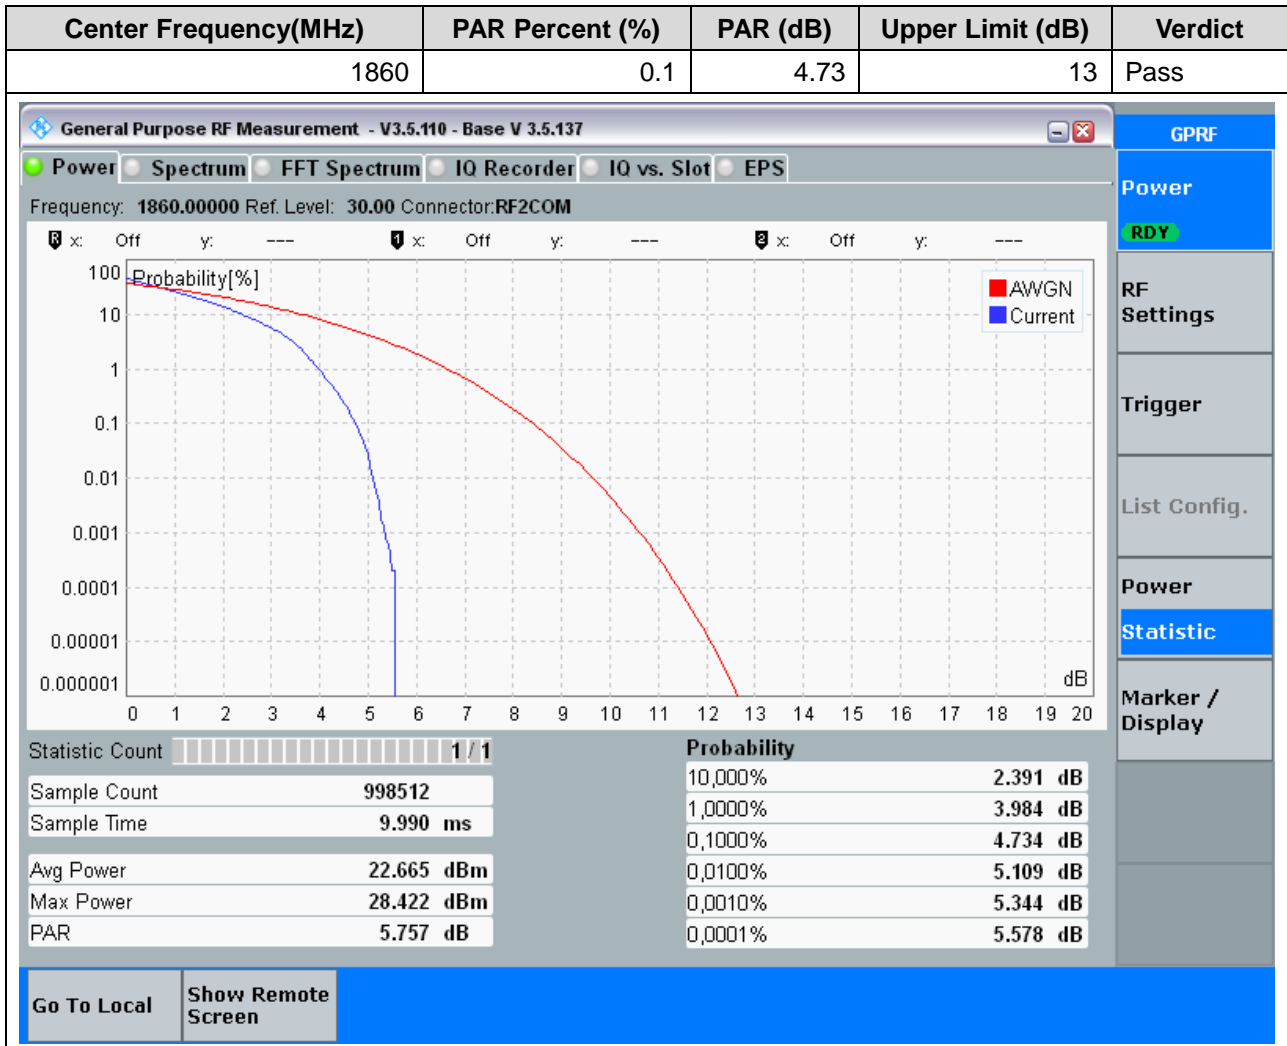 Center Frequency(MHz) PAR Percent (%) PAR (dB) Upper Limit (dB) Verdict
1860 0.1 4.73 13 Pass
General Purpose RF Measurement - V3.5.110 - Base V 3.5.137
GPRF
Power Spectrum FFT Spectrum IQ Recorder IQ vs. Slot EPS
Power
RDY
Frequency: 1860.00000 Ref. Level: 30.00 Connector:RF2COM
R x: Off y: --- 1 x: Off y: --- 2 x: Off y: ---
Probability[%]
AWGN
Current
100
10
1
0.1
0.01
0.001
0.0001
0.00001
0.000001
dB
0 1 2 3 4 5 6 7 8 9 10 11 12 13 14 15 16 17 18 19 20
RF
Settings
Trigger
List Config.
Power
Statistic
Marker /
Display
Statistic Count 1 / 1
Sample Count 998512
Sample Time 9.990 ms
Avg Power 22.665 dBm
Max Power 28.422 dBm
PAR 5.757 dB
Probability
10,000% 2.391 dB
1,0000% 3.984 dB
0,1000% 4.734 dB
0,0100% 5.109 dB
0,0010% 5.344 dB
0,0001% 5.578 dB
Go To Local
Show Remote
Screen